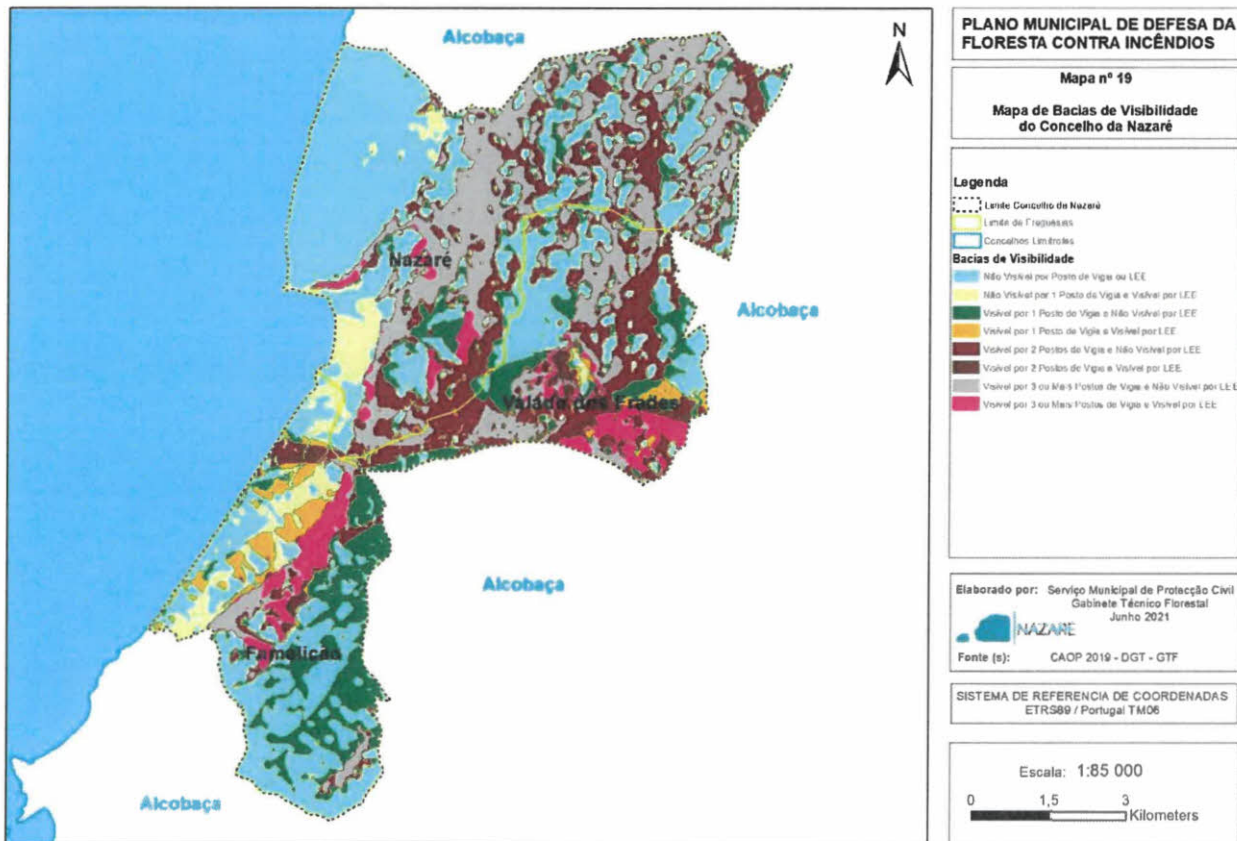 Alcobaça
N
Nazaré
Alcobaça
Valado dos Frades
Alcobaça
Famalicão
Alcobaça
PLANO MUNICIPAL DE DEFESA DA
FLORESTA CONTRA INCÊNDIOS
Mapa nº 19
Mapa de Bacias de Visibilidade
do Concelho da Nazaré
Legenda
Limite Concelho da Nazaré
Limite de Freguesias
Concelhos Limítrofes
Bacias de Visibilidade
Não Visível por Posto de Vigia ou LEE
Não Visível por 1 Posto de Vigia e Visível por LEE
Visível por 1 Posto de Vigia e Não Visível por LEE
Visível por 1 Posto de Vigia e Visível por LEE
Visível por 2 Postos de Vigia e Não Visível por LEE
Visível por 2 Postos de Vigia e Visível por LEE
Visível por 3 ou Mais Postos de Vigia e Não Visível por LEE
Visível por 3 ou Mais Postos de Vigia e Visível por LEE
Elaborado por: Serviço Municipal de Protecção Civil
Gabinete Técnico Florestal
Junho 2021
NAZARÉ
Fonte (s): CAOP 2019 - DGT - GTF
SISTEMA DE REFERENCIA DE COORDENADAS
ETRS89 / Portugal TM06
Escala: 1:85 000
0 1,5 3
Kilometers